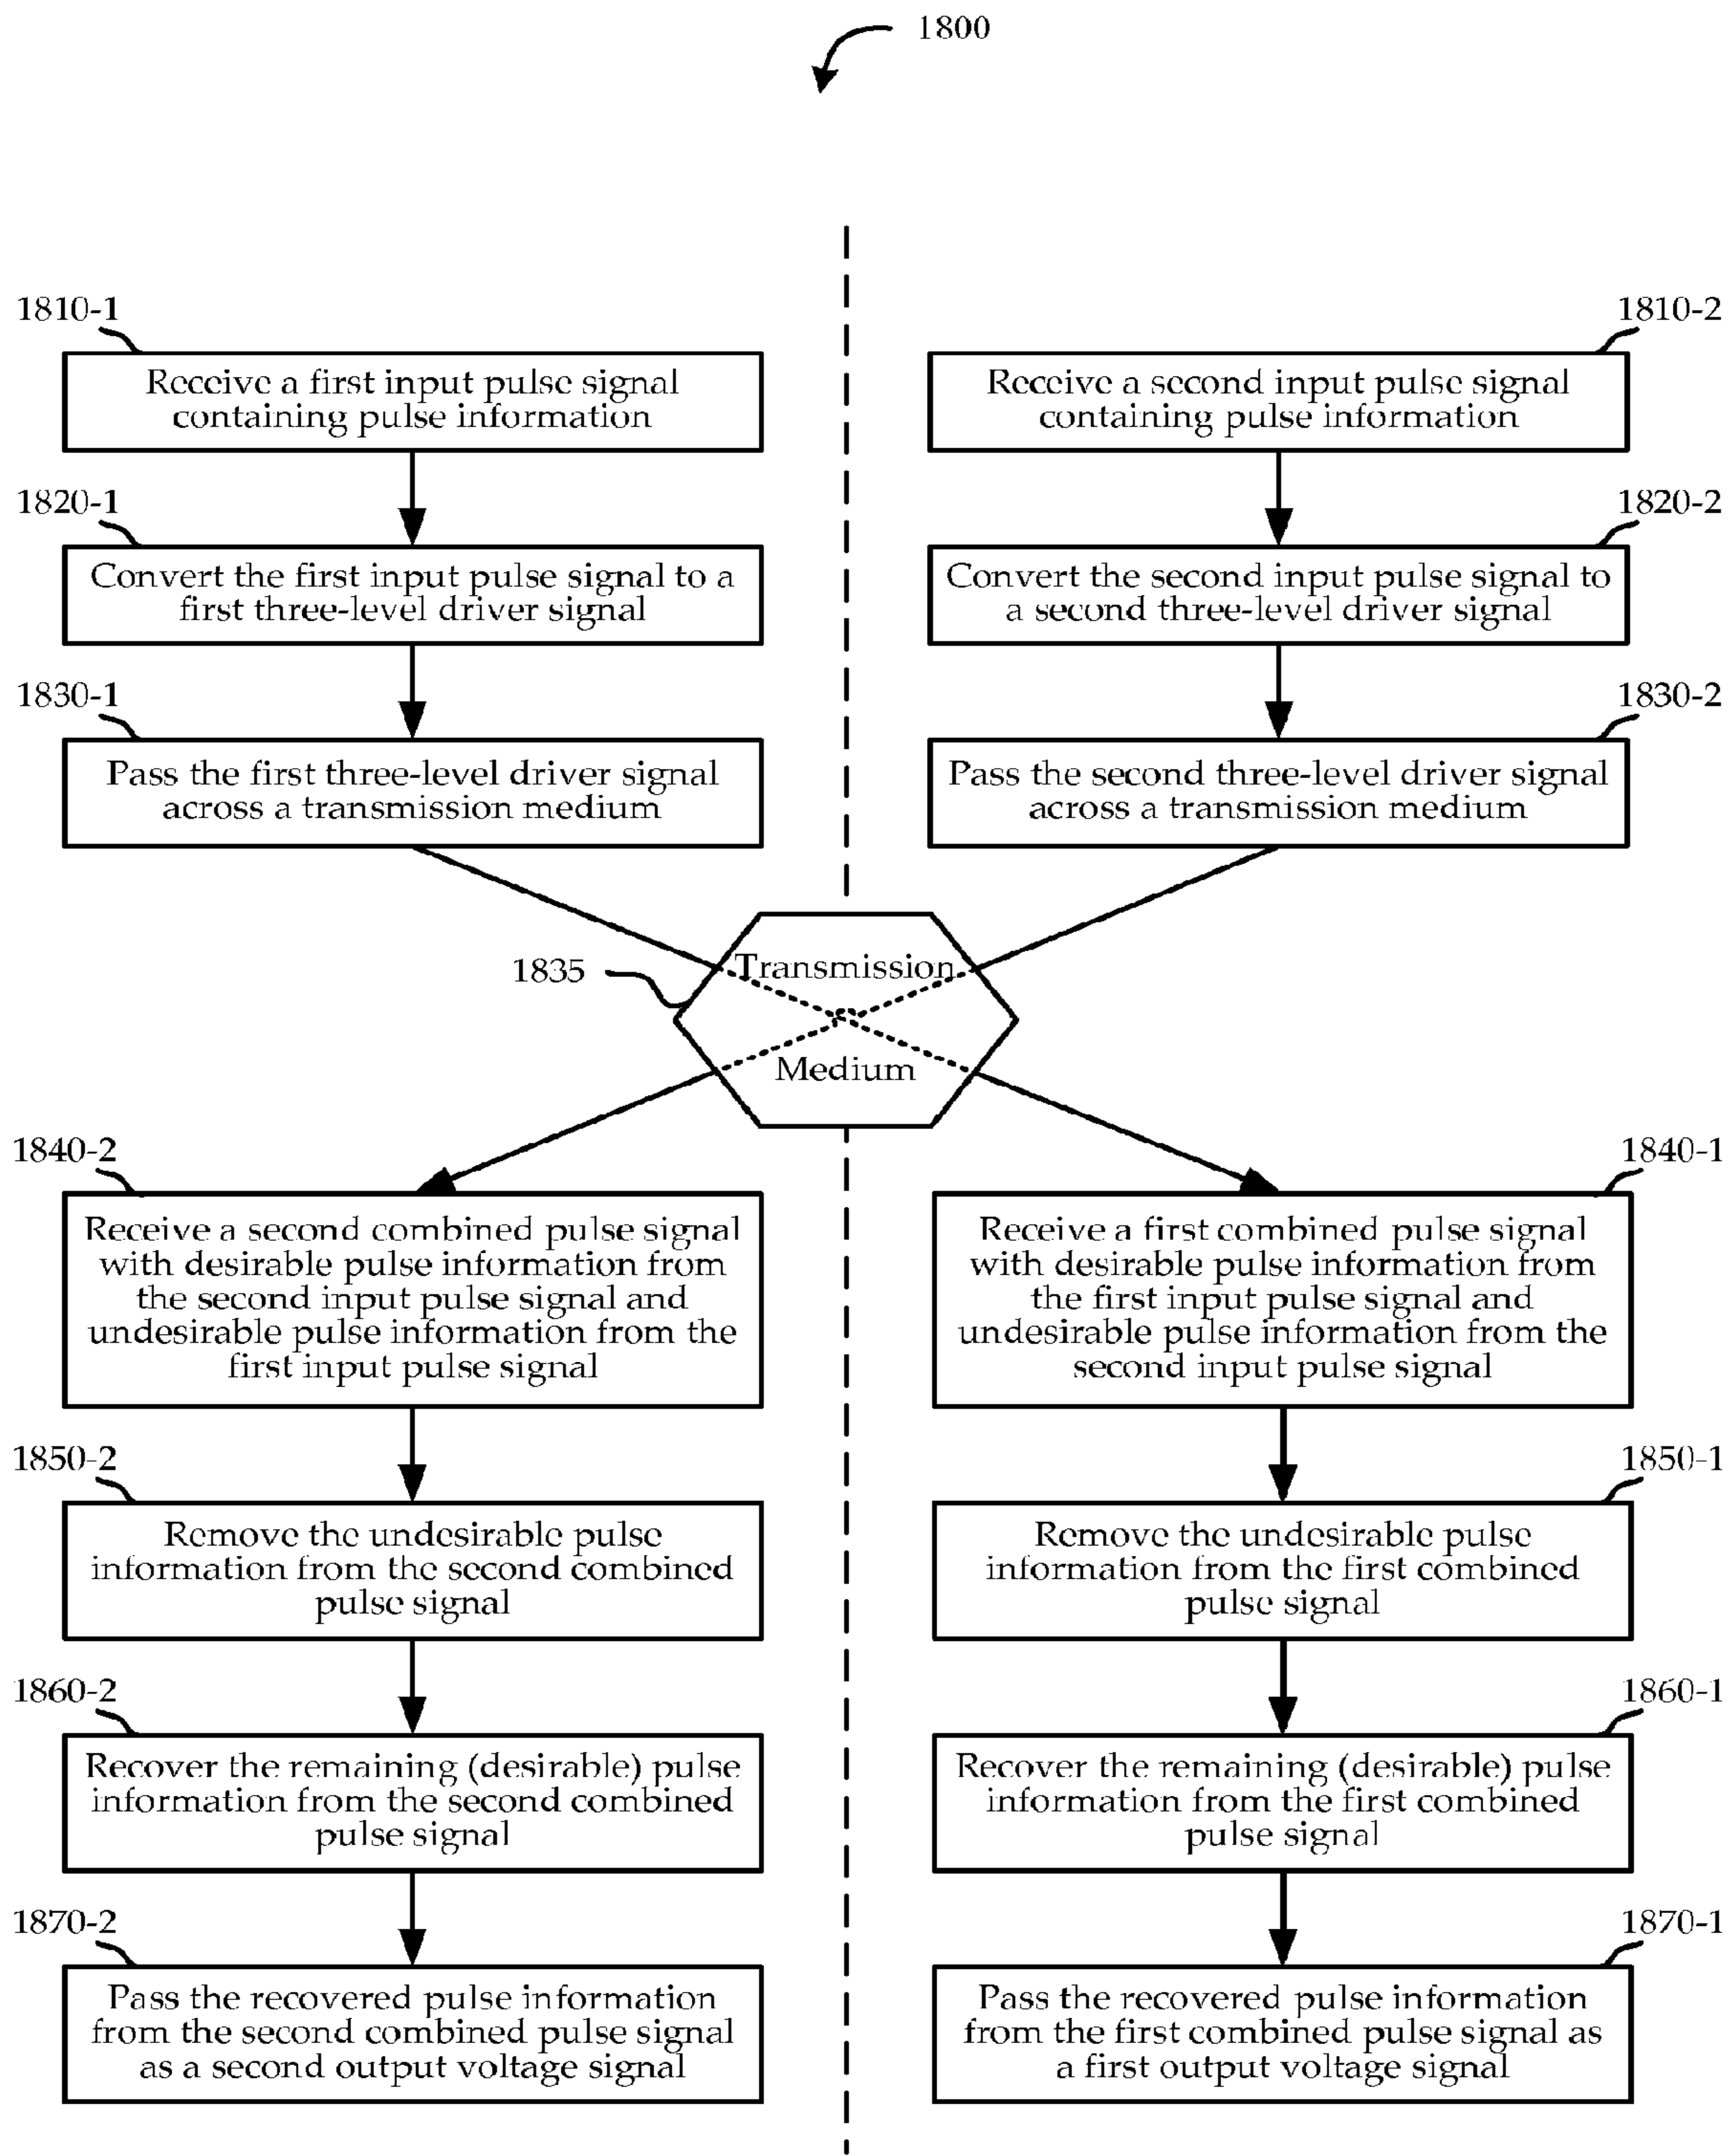 1800
1810-1
Receive a first input pulse signal
containing pulse information
1820-1
Convert the first input pulse signal to a
first three-level driver signal
1830-1
Pass the first three-level driver signal
across a transmission medium
1810-2
Receive a second input pulse signal
containing pulse information
1820-2
Convert the second input pulse signal to
a second three-level driver signal
1830-2
Pass the second three-level driver signal
across a transmission medium
1835
Transmission
Medium
1840-2
Receive a second combined pulse signal
with desirable pulse information from
the second input pulse signal and
undesirable pulse information from the
first input pulse signal
1850-2
Remove the undesirable pulse
information from the second combined
pulse signal
1860-2
Recover the remaining (desirable) pulse
information from the second combined
pulse signal
1870-2
Pass the recovered pulse information
from the second combined pulse signal
as a second output voltage signal
1840-1
Receive a first combined pulse signal
with desirable pulse information from
the first input pulse signal and
undesirable pulse information from the
second input pulse signal
1850-1
Remove the undesirable pulse
information from the first combined
pulse signal
1860-1
Recover the remaining (desirable) pulse
information from the first combined
pulse signal
1870-1
Pass the recovered pulse information
from the first combined pulse signal as
a first output voltage signal